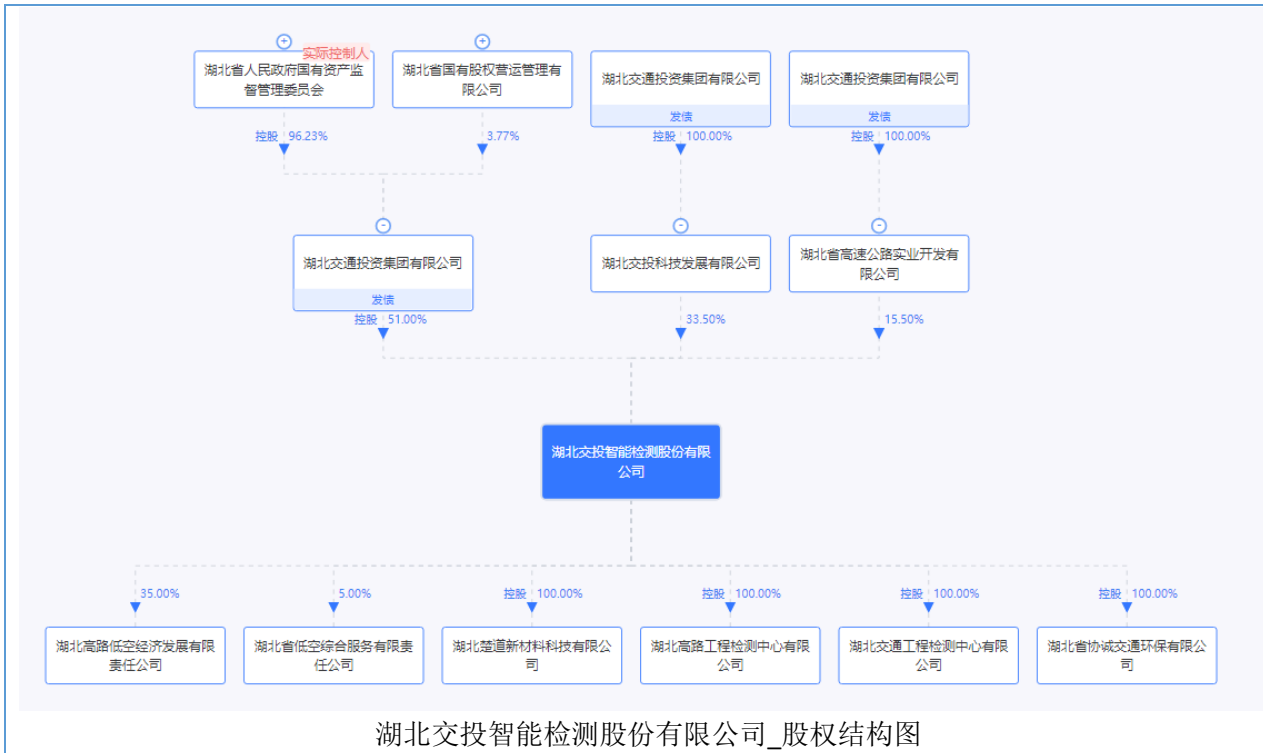 实际控制人
湖北省人民政府国有资产监
督管理委员会
湖北省国有股权营运管理有
限公司
湖北交通投资集团有限公司
发债
湖北交通投资集团有限公司
发债
控股 96.23%
3.77%
控股 100.00%
控股 100.00%
湖北交通投资集团有限公司
发债
湖北交投科技发展有限公司
湖北省高速公路实业开发有
限公司
控股 51.00%
33.50%
15.50%
湖北交投智能检测股份有限
公司
35.00%
5.00%
控股 100.00%
控股 100.00%
控股 100.00%
控股 100.00%
湖北高路低空经济发展有限
责任公司
湖北省低空综合服务有限责
任公司
湖北楚道新材料科技有限公
司
湖北高路工程检测中心有限
公司
湖北交通工程检测中心有限
公司
湖北省协诚交通环保有限公
司
湖北交投智能检测股份有限公司_股权结构图